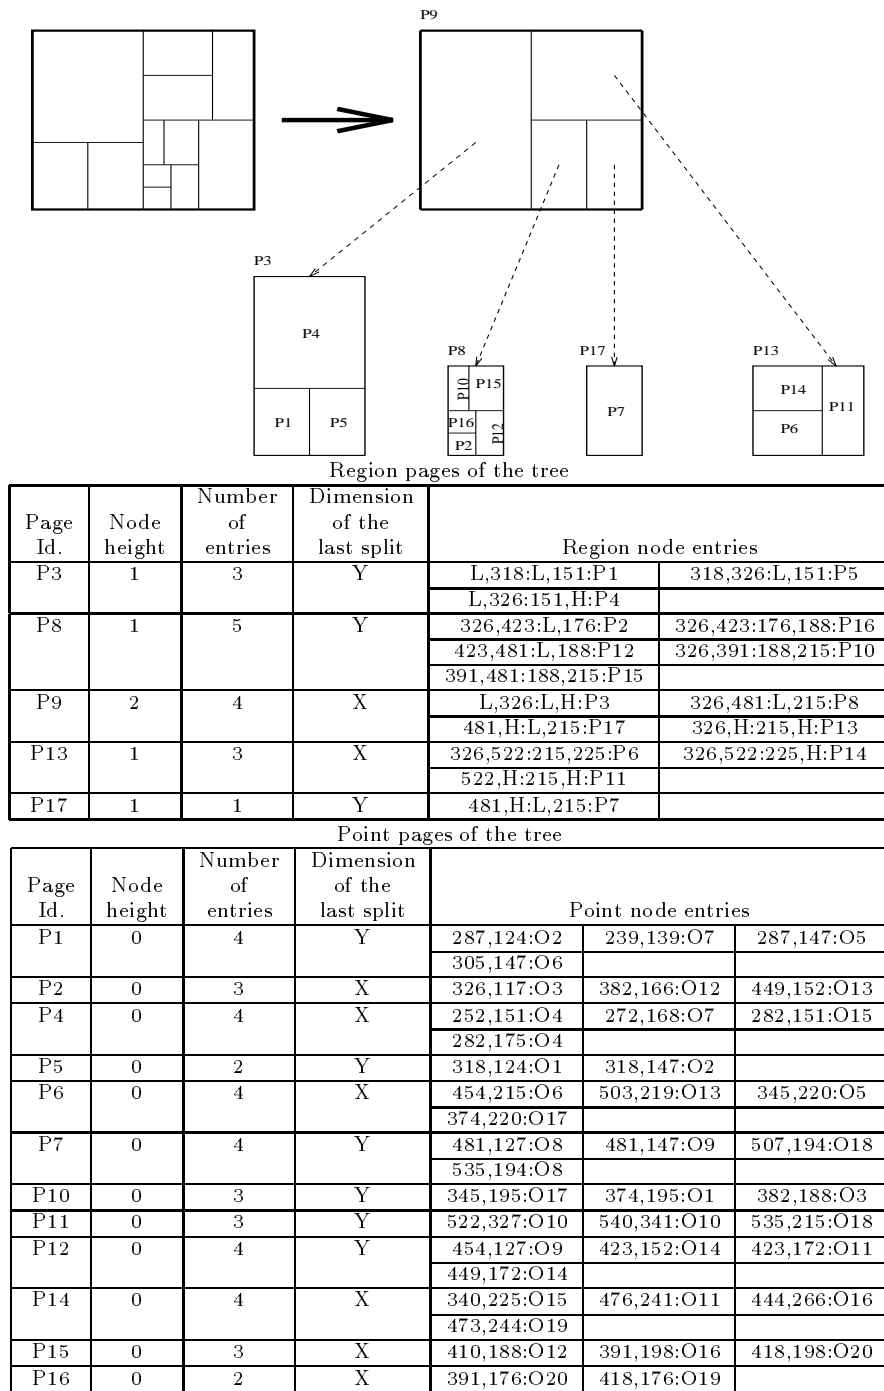 P9
P3
P4
P1 P5
P8 P17 P13
P10 P15
P16 P12
P2
P7
P14 P11
P6
Region pages of the tree
Number Dimension
Page Node of of the
Id. height entries last split Region node entries
P3 1 3 Y L,318:L,151:P1 318,326:L,151:P5
L,326:151,H:P4
P8 1 5 Y 326,423:L,176:P2 326,423:176,188:P16
423,481:L,188:P12 326,391:188,215:P10
391,481:188,215:P15
P9 2 4 X L,326:L,H:P3 326,481:L,215:P8
481,H:L,215:P17 326,H:215,H:P13
P13 1 3 X 326,522:215,225:P6 326,522:225,H:P14
522,H:215,H:P11
P17 1 1 Y 481,H:L,215:P7
Point pages of the tree
Number Dimension
Page Node of of the
Id. height entries last split Point node entries
P1 0 4 Y 287,124:O2 239,139:O7 287,147:O5
305,147:O6
P2 0 3 X 326,117:O3 382,166:O12 449,152:O13
P4 0 4 X 252,151:O4 272,168:O7 282,151:O15
282,175:O4
P5 0 2 Y 318,124:O1 318,147:O2
P6 0 4 X 454,215:O6 503,219:O13 345,220:O5
374,220:O17
P7 0 4 Y 481,127:O8 481,147:O9 507,194:O18
535,194:O8
P10 0 3 Y 345,195:O17 374,195:O1 382,188:O3
P11 0 3 Y 522,327:O10 540,341:O10 535,215:O18
P12 0 4 Y 454,127:O9 423,152:O14 423,172:O11
449,172:O14
P14 0 4 X 340,225:O15 476,241:O11 444,266:O16
473,244:O19
P15 0 3 X 410,188:O12 391,198:O16 418,198:O20
P16 0 2 X 391,176:O20 418,176:O19